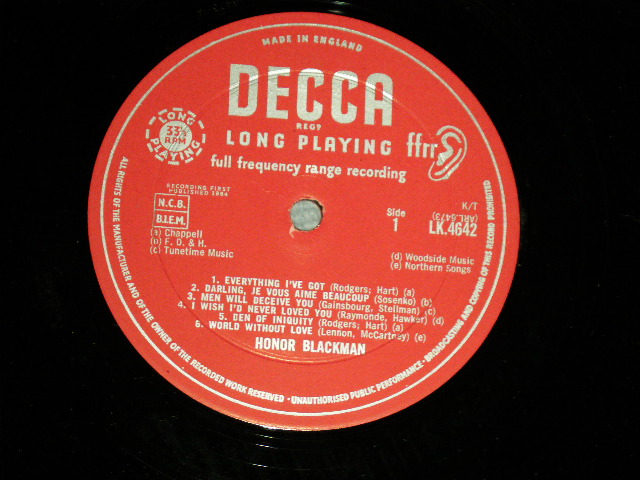 MADE IN ENGLAND
DECCA
REGD
LONG PLAYING
33⅓ RPM
LONG PLAYING
ffrr
full frequency range recording
RECORDING FIRST
PUBLISHED 1964
N.C.B.
B.I.E.M.
(a) Chappell
(b) F. D. & H.
(c) Tunetime Music
Side
1
K/T
(ARL.6473)
LK.4642
(d) Woodside Music
(e) Northern Songs
1. EVERYTHING I'VE GOT (Rodgers; Hart) (a)
2. DARLING, JE VOUS AIME BEAUCOUP (Sosenko) (b)
3. MEN WILL DECEIVE YOU (Gainsbourg, Stellman) (c)
4. I WISH I'D NEVER LOVED YOU (Raymonde, Hawker) (d)
5. DEN OF INIQUITY (Rodgers; Hart) (a)
6. WORLD WITHOUT LOVE (Lennon, McCartney) (e)
HONOR BLACKMAN
ALL RIGHTS OF THE MANUFACTURER AND OF THE OWNER OF THE RECORDED WORK RESERVED · UNAUTHORISED PUBLIC PERFORMANCE · BROADCASTING AND COPYING OF THIS RECORD PROHIBITED